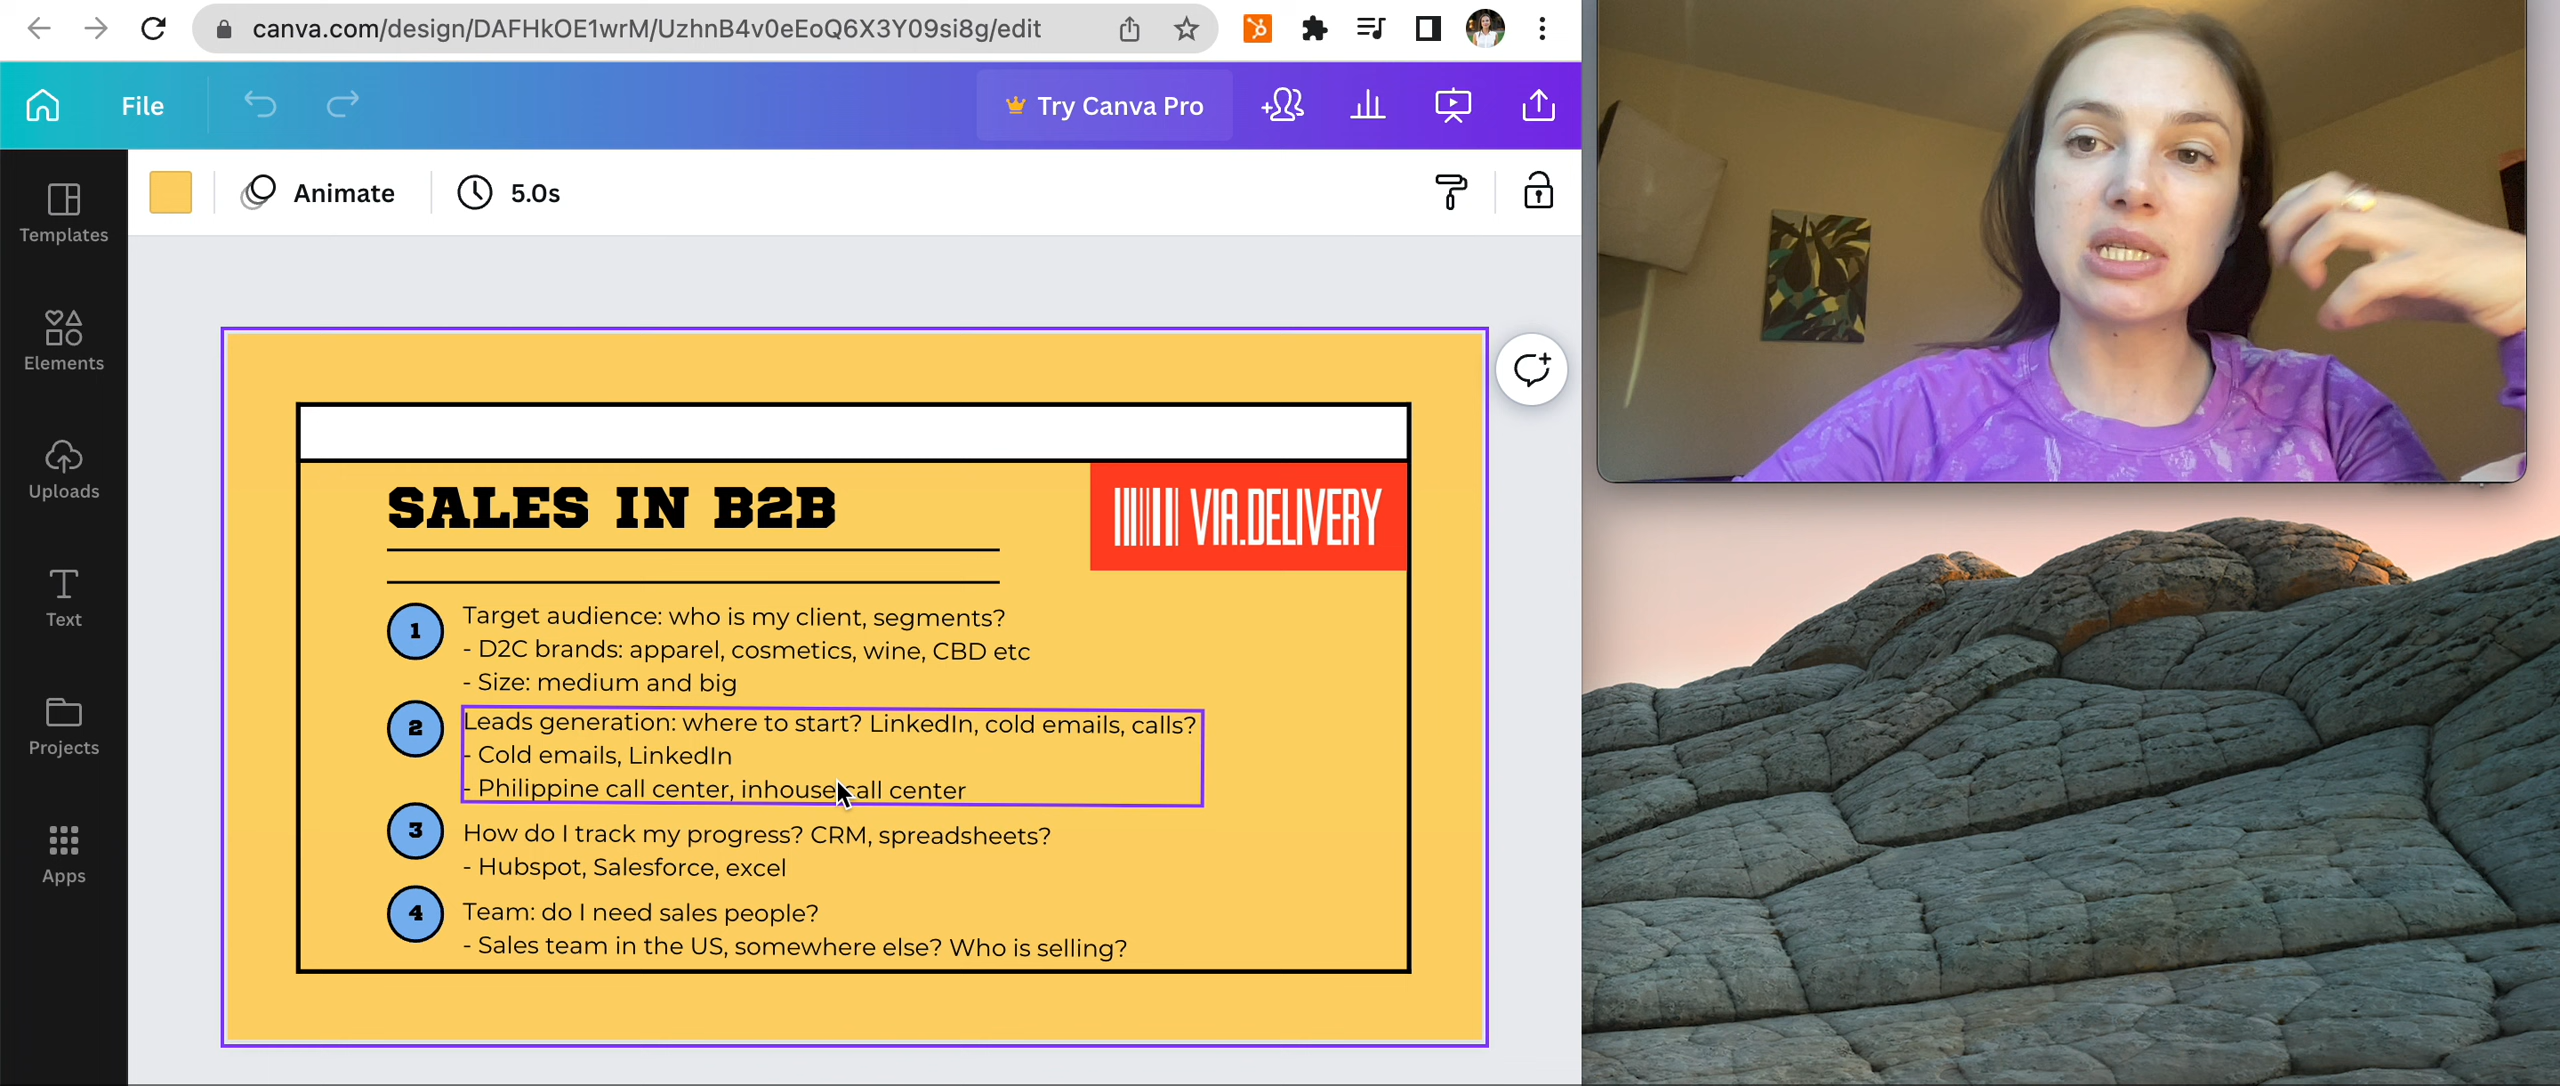 canva.com/design/DAFHkOE1wrM/UzhnB4v0eEoQ6X3Y09si8g/edit
File
Try Canva Pro
Animate
5.0s
Templates
Elements
Uploads
Text
Projects
Apps
SALES IN B2B
VIA.DELIVERY
1
Target audience: who is my client, segments?
- D2C brands: apparel, cosmetics, wine, CBD etc
- Size: medium and big
2
Leads generation: where to start? LinkedIn, cold emails, calls?
- Cold emails, LinkedIn
- Philippine call center, inhouse call center
3
How do I track my progress? CRM, spreadsheets?
- Hubspot, Salesforce, excel
4
Team: do I need sales people?
- Sales team in the US, somewhere else? Who is selling?